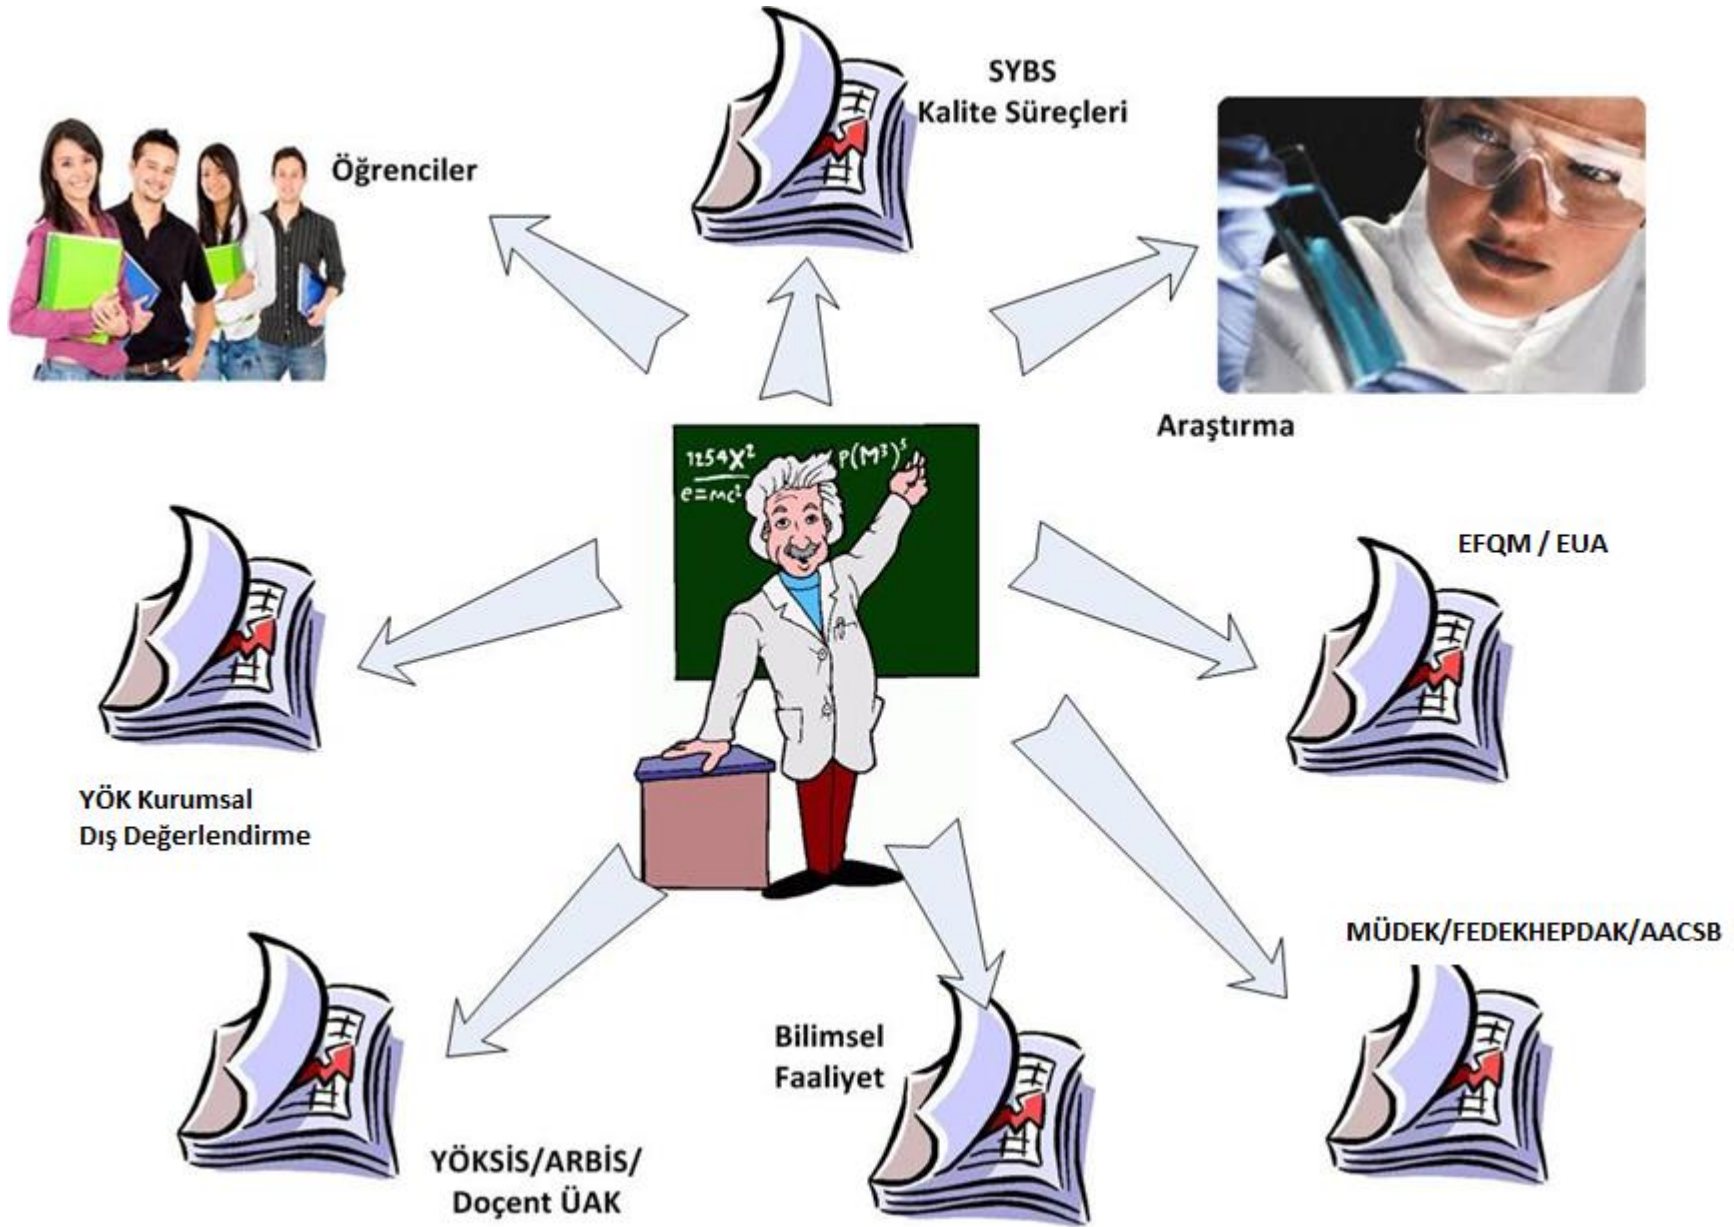 SYBS
Kalite Süreçleri
Öğrenciler
Araştırma
1254X²
e=mc²
P(M³)⁵
EFQM / EUA
YÖK Kurumsal
Dış Değerlendirme
MÜDEK/FEDEKHEPDAK/AACSB
Bilimsel
Faaliyet
YÖKSİS/ARBİS/
Doçent ÜAK